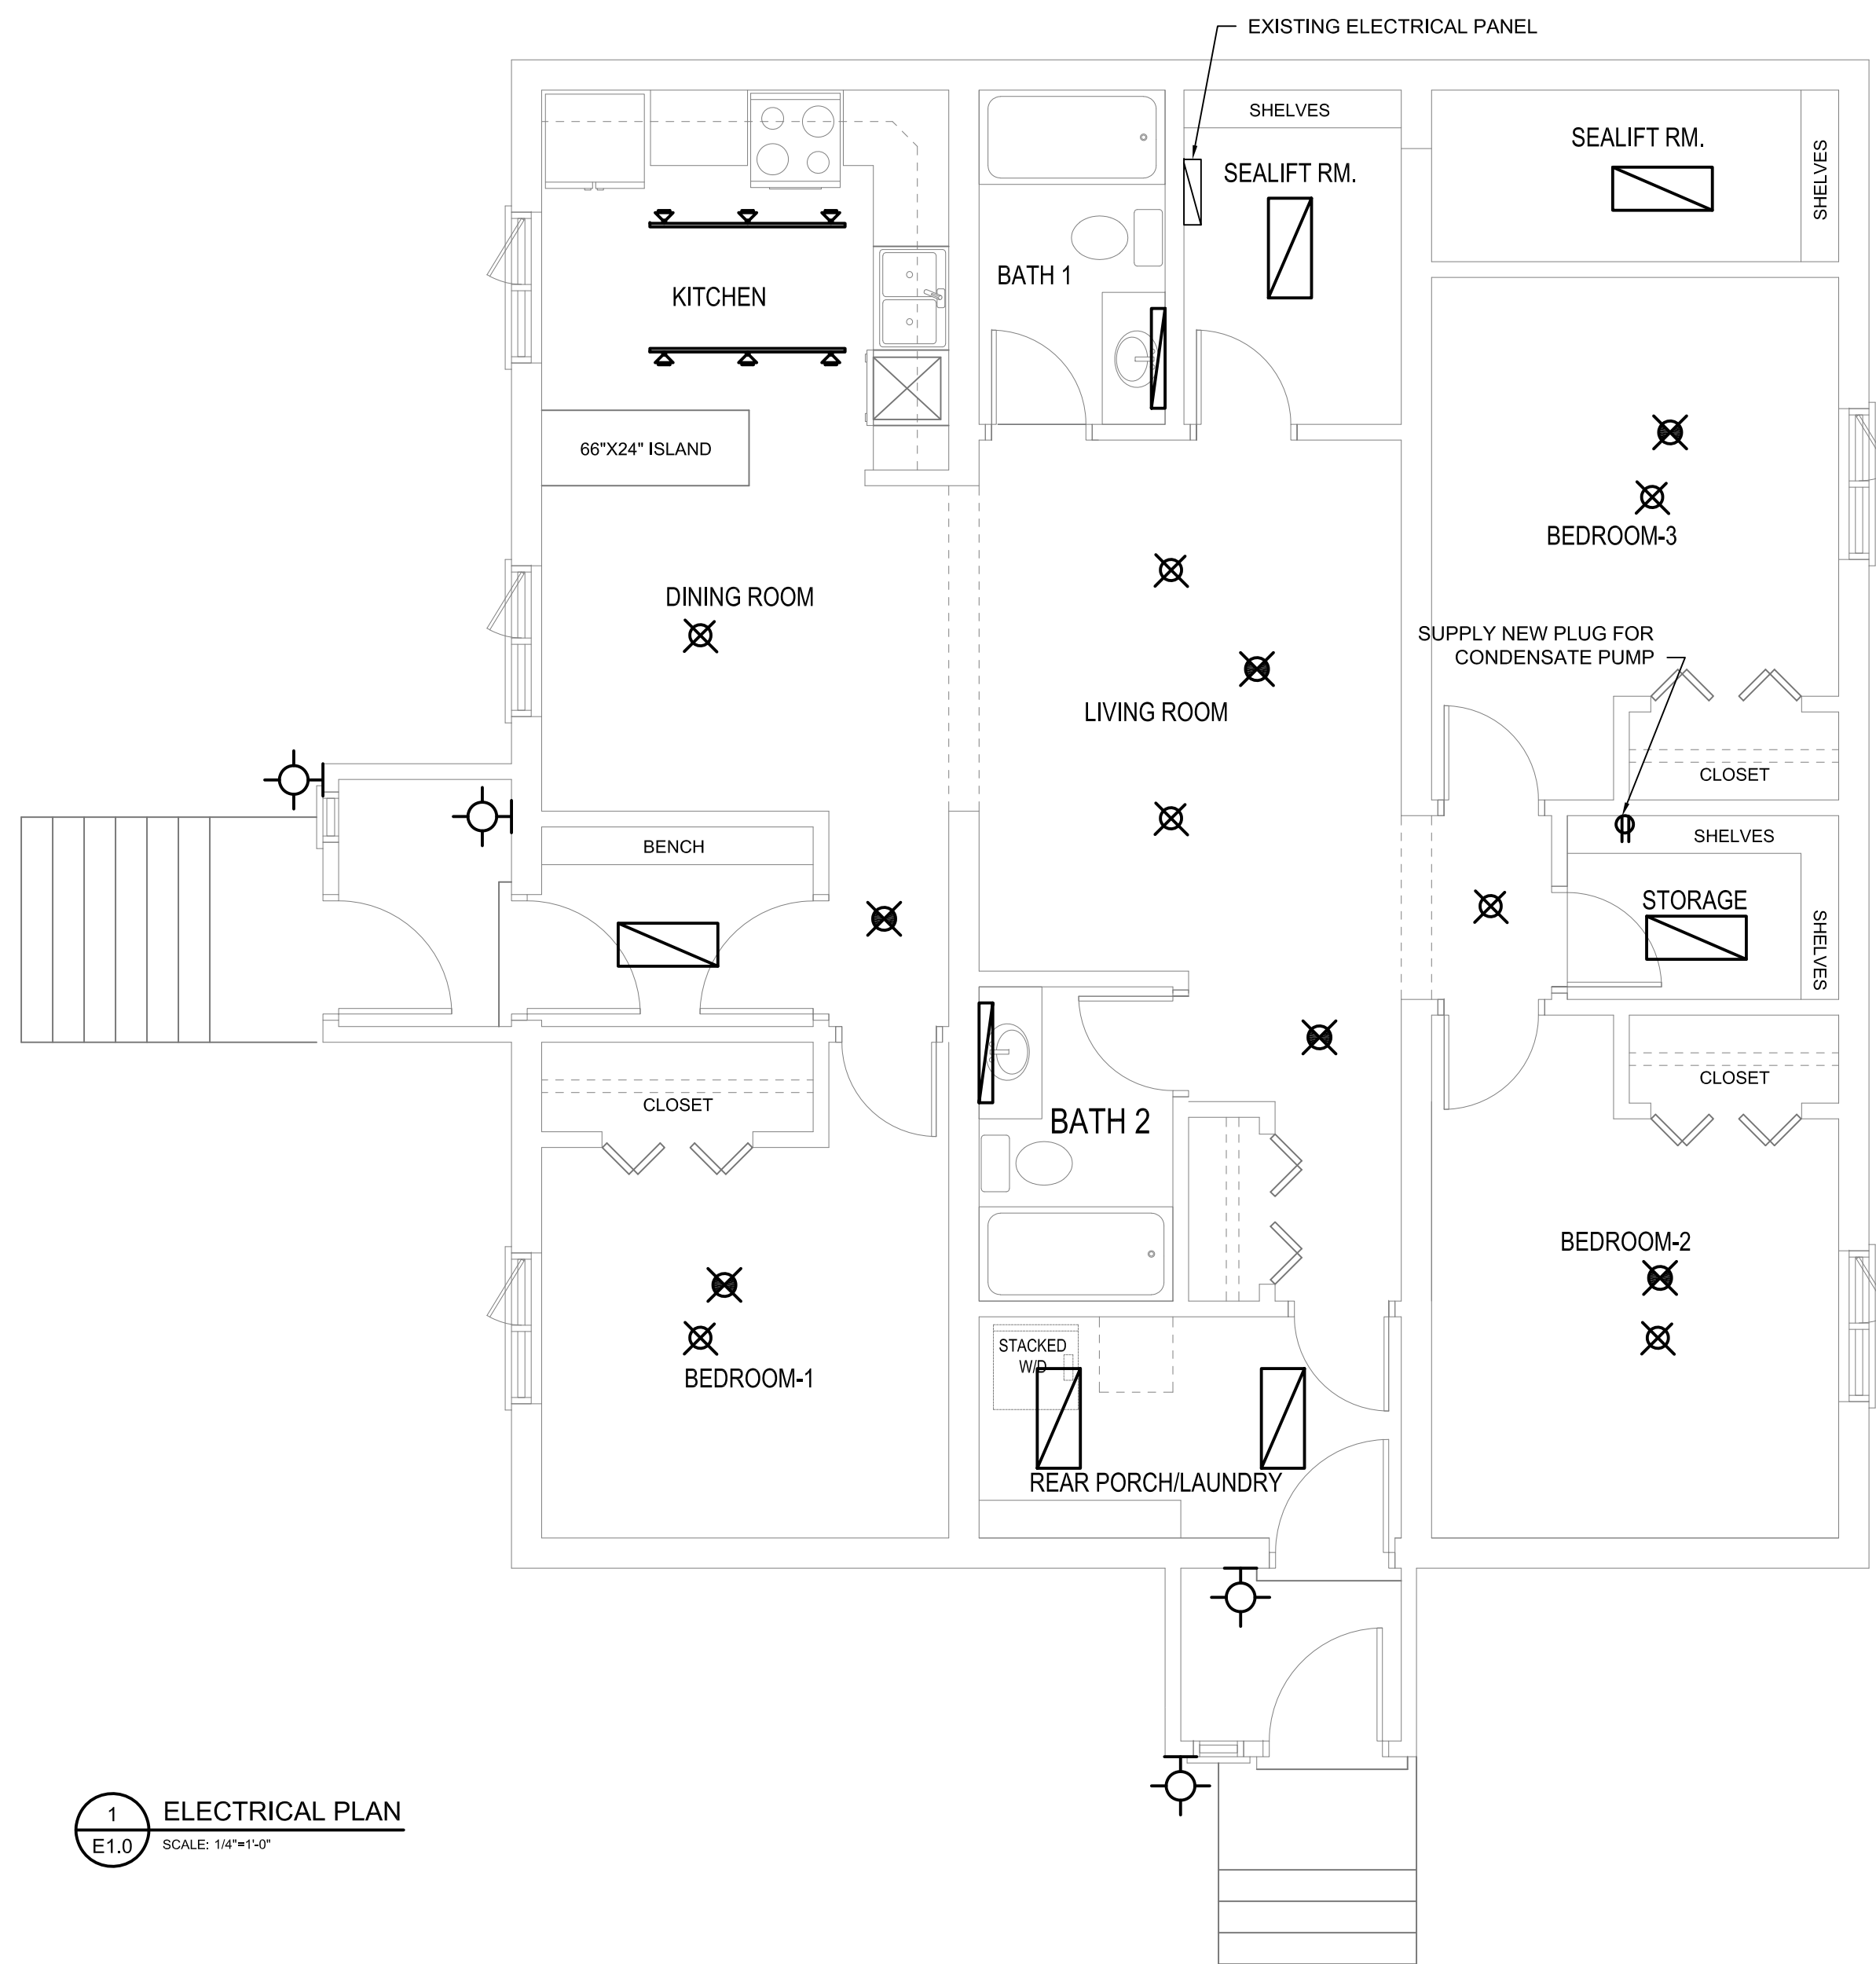 EXISTING ELECTRICAL PANEL
SHELVES
SEALIFT RM.
SHELVES
SEALIFT RM.
BATH 1
KITCHEN
66"X24" ISLAND
BEDROOM-3
DINING ROOM
SUPPLY NEW PLUG FOR
CONDENSATE PUMP
LIVING ROOM
CLOSET
BENCH
SHELVES
STORAGE
SHELVES
CLOSET
CLOSET
BATH 2
BEDROOM-2
STACKED
W/D
BEDROOM-1
REAR PORCH/LAUNDRY
1
ELECTRICAL PLAN
E1.0
SCALE: 1/4"=1'-0"